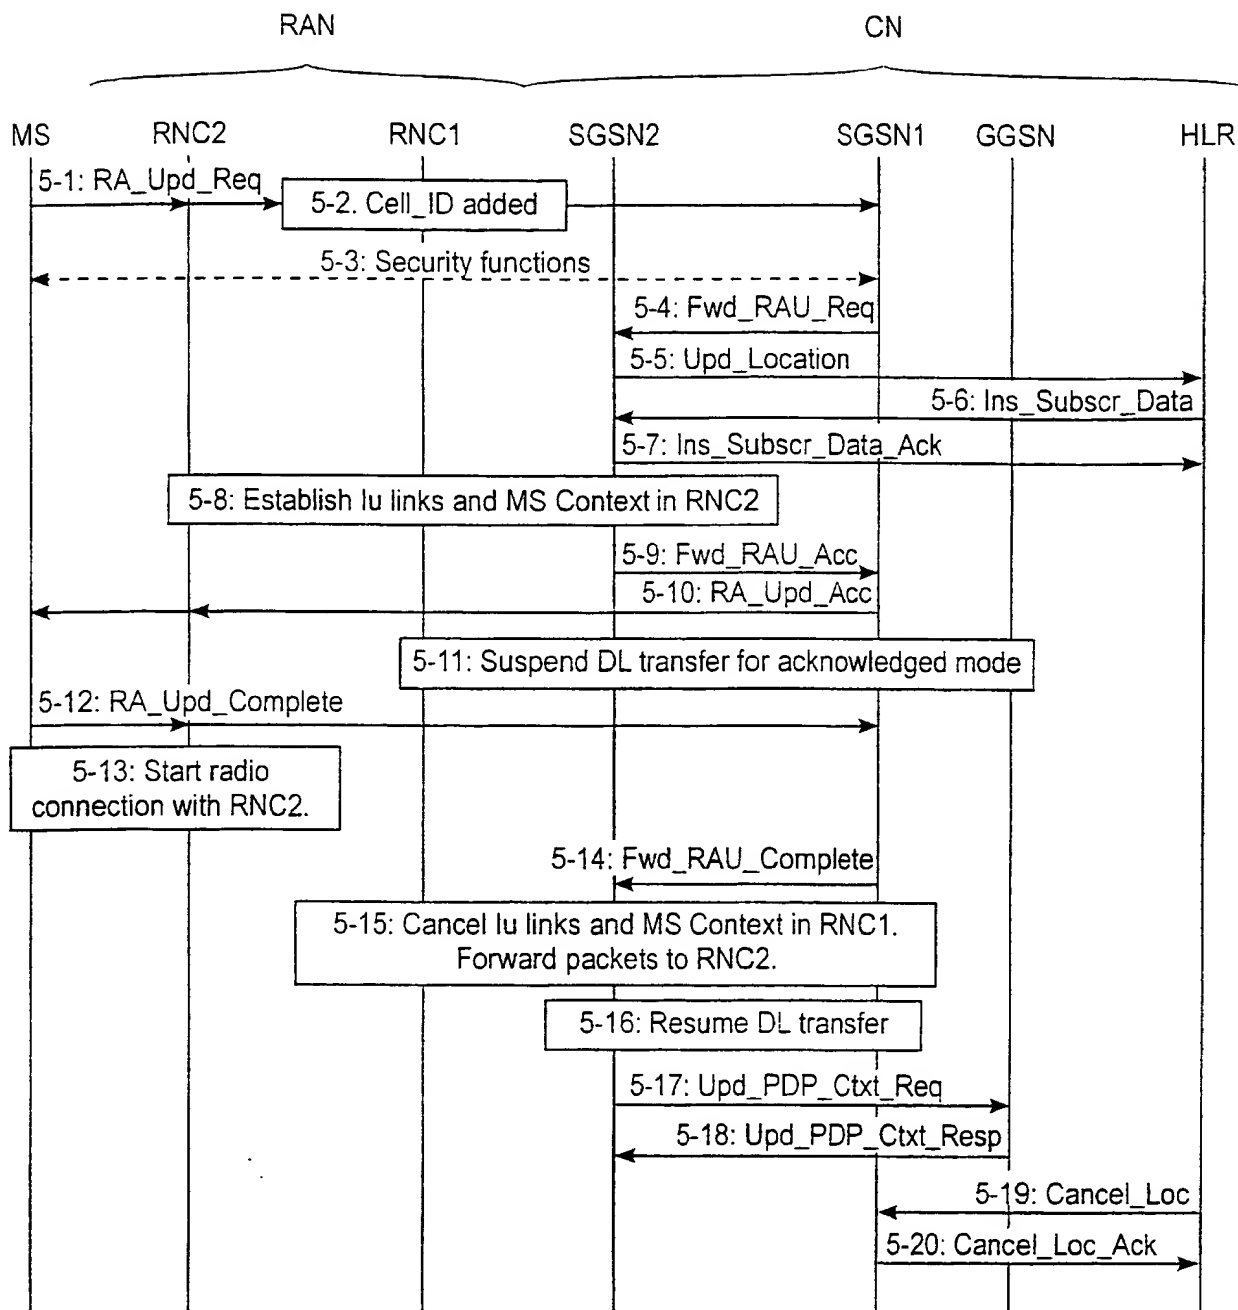 RAN CN
MS RNC2 RNC1 SGSN2 SGSN1 GGSN HLR
5-1: RA_Upd_Req
5-2. Cell_ID added
5-3: Security functions
5-4: Fwd_RAU_Req
5-5: Upd_Location
5-6: Ins_Subscr_Data
5-7: Ins_Subscr_Data_Ack
5-8: Establish Iu links and MS Context in RNC2
5-9: Fwd_RAU_Acc
5-10: RA_Upd_Acc
5-11: Suspend DL transfer for acknowledged mode
5-12: RA_Upd_Complete
5-13: Start radio
connection with RNC2.
5-14: Fwd_RAU_Complete
5-15: Cancel Iu links and MS Context in RNC1.
Forward packets to RNC2.
5-16: Resume DL transfer
5-17: Upd_PDP_Ctxt_Req
5-18: Upd_PDP_Ctxt_Resp
5-19: Cancel_Loc
5-20: Cancel_Loc_Ack